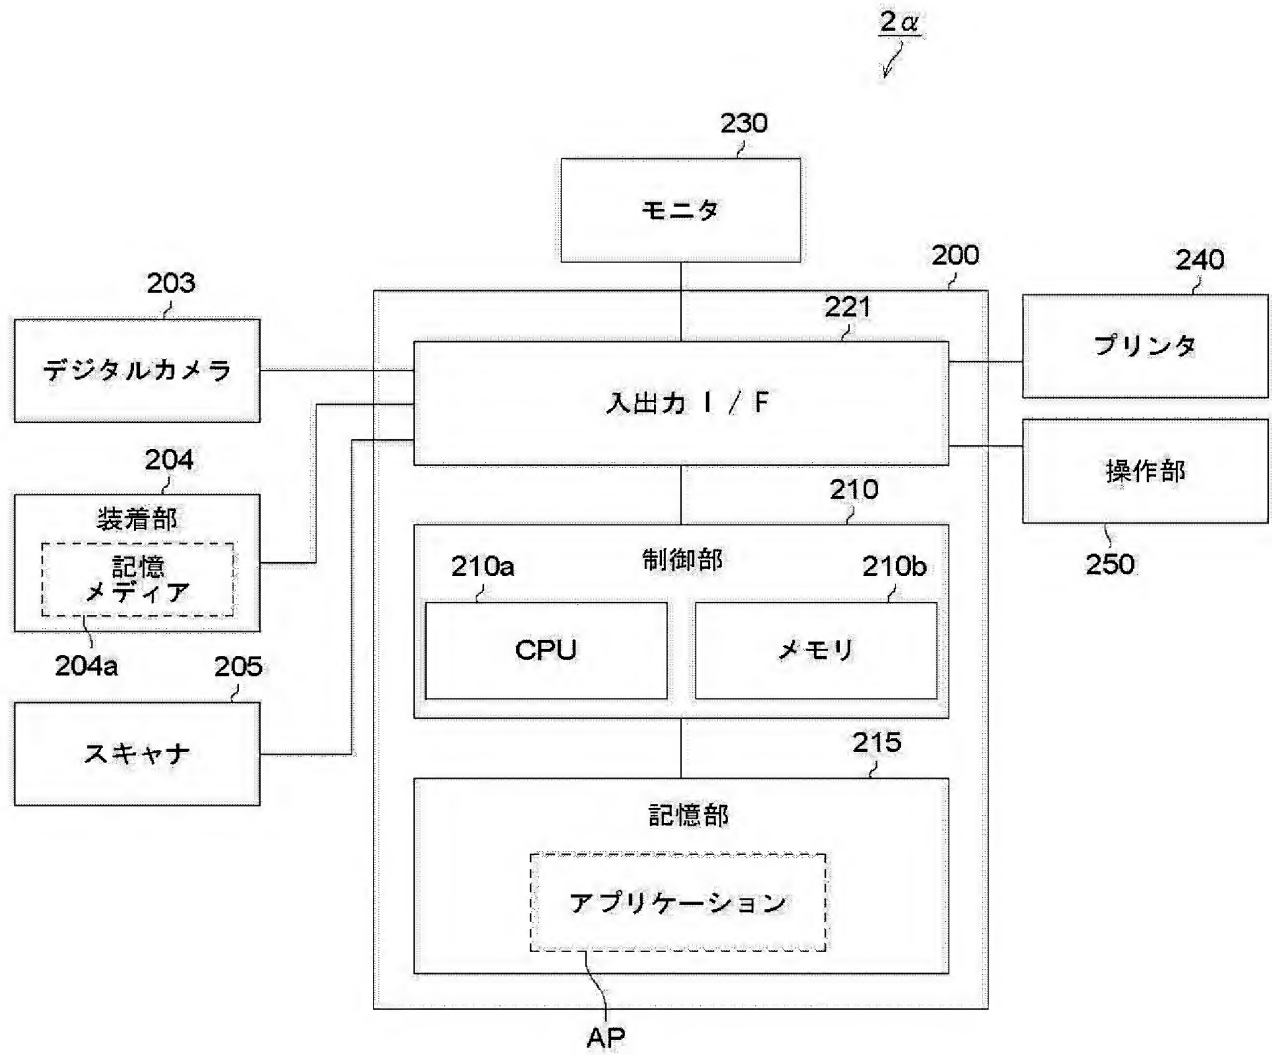 2α
230
モニタ
200
203
デジタルカメラ
221
入出力 I / F
240
プリンタ
204
装着部
記憶
メディア
204a
操作部
250
210
制御部
210a
CPU
210b
メモリ
205
スキャナ
215
記憶部
アプリケーション
AP